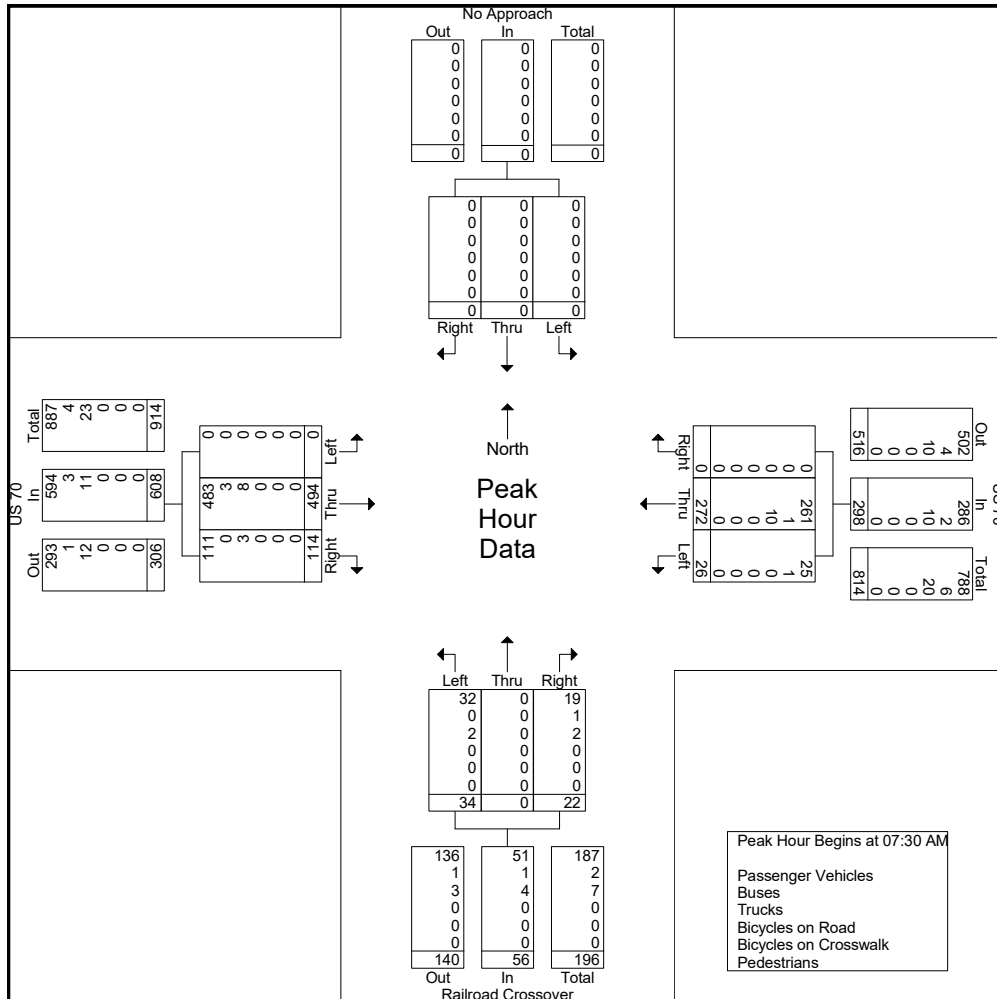 No Approach
Out In Total
0 0 0
0 0 0
0 0 0
0 0 0
0 0 0
0 0 0
0 0 0
0 0 0
0 0 0
0 0 0
0 0 0
0 0 0
0 0 0
0 0 0
Right Thru Left
US 70
Total 887 4 23 0 0 0 914
In 594 3 11 0 0 0 608
Out 293 1 12 0 0 0 306
0 0 0 0 0 0 0 Left
483 3 8 0 0 0 494 Thru
111 0 3 0 0 0 114 Right
North
Peak
Hour
Data
Right 0 0 0 0 0 0 0
Thru 261 1 10 0 0 0 272
Left 25 1 0 0 0 0 26
Out 502 4 10 0 0 0 516
In 286 2 10 0 0 0 298
Total 788 6 20 0 0 0 814
US 70
Left Thru Right
32 0 19
0 0 1
2 0 2
0 0 0
0 0 0
0 0 0
34 0 22
136 51 187
1 1 2
3 4 7
0 0 0
0 0 0
0 0 0
140 56 196
Out In Total
Railroad Crossover
Peak Hour Begins at 07:30 AM
Passenger Vehicles
Buses
Trucks
Bicycles on Road
Bicycles on Crosswalk
Pedestrians